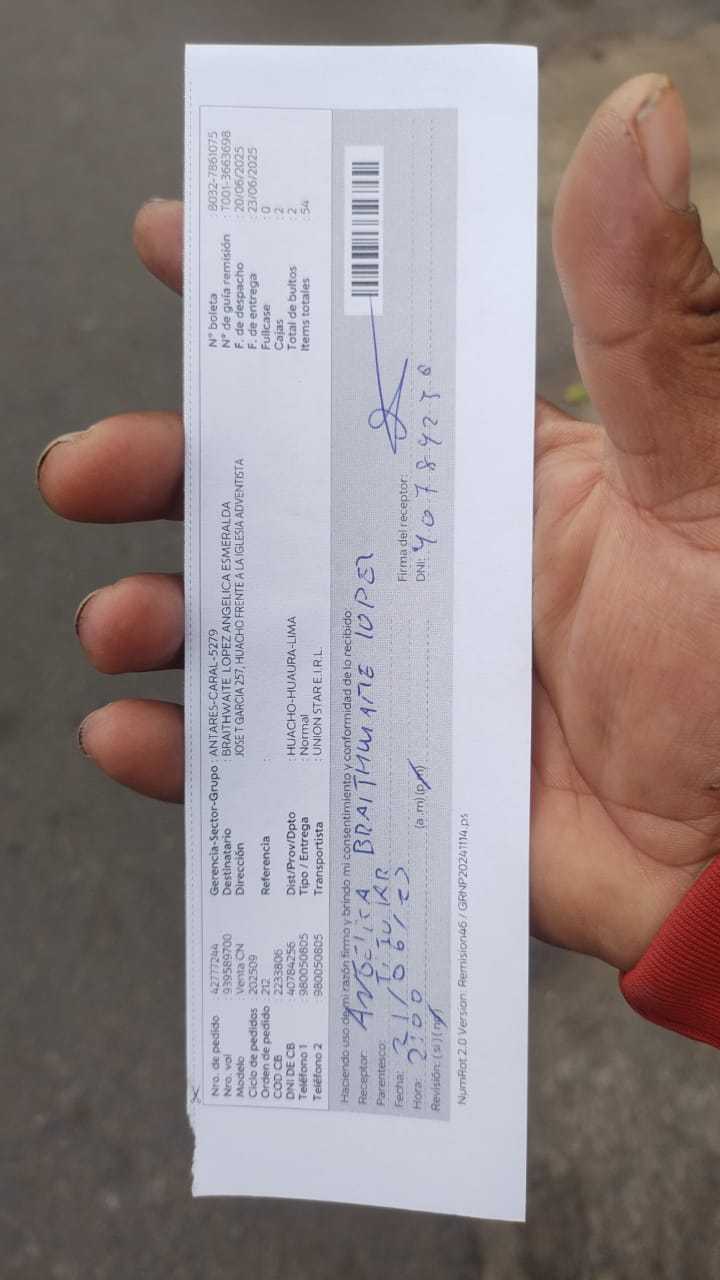 Nro. de pedido 42777244
Nro. vol 939589700
Modelo Venta CN
Ciclo de pedidos 202509
Orden de pedido 212
COD CB 2233806
DNI DE CB 40784256
Teléfono 1 980050805
Teléfono 2 980050805
Gerencia-Sector-Grupo : ANTARES-CARAL-5279
Destinatario : BRAITHWAITE LOPEZ ANGELICA ESMERALDA
Dirección JOSE T GARCIA 257, HUACHO FRENTE A LA IGLESIA ADVENTISTA
Referencia :
Dist/Prov/Dpto : HUACHO-HUAURA-LIMA
Tipo / Entrega : Normal
Transportista : UNION STAR E.I.R.L.
N° boleta B032-7861075
N° de guía remisión : T001-3663698
F. de despacho : 20/06/2025
F. de entrega : 23/06/2025
Fullcase : 0
Cajas : 2
Total de bultos : 2
Items totales : 54
Haciendo uso de mi razón firmo y brindo mi consentimiento y conformidad de lo recibido
Receptor: ANGELICA BRAITHWAITE LOPEZ
Parentesco: TITULAR
Fecha: 21/06/25
Hora: 2:00 (a.m)(p.m)
Revisión: (si)(no)
Firma del receptor:
DNI: 40784256
NumRot 2.0 Version: Remision46 / GRNP20241114.ps